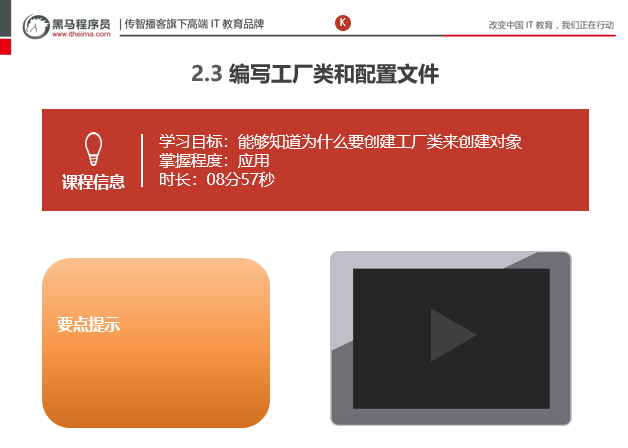 黑马程序员
www.itheima.com
传智播客旗下高端 IT 教育品牌
K
改变中国 IT 教育，我们正在行动
2.3 编写工厂类和配置文件
学习目标：能够知道为什么要创建工厂类来创建对象
掌握程度：应用
时长：08分57秒
课程信息
要点提示